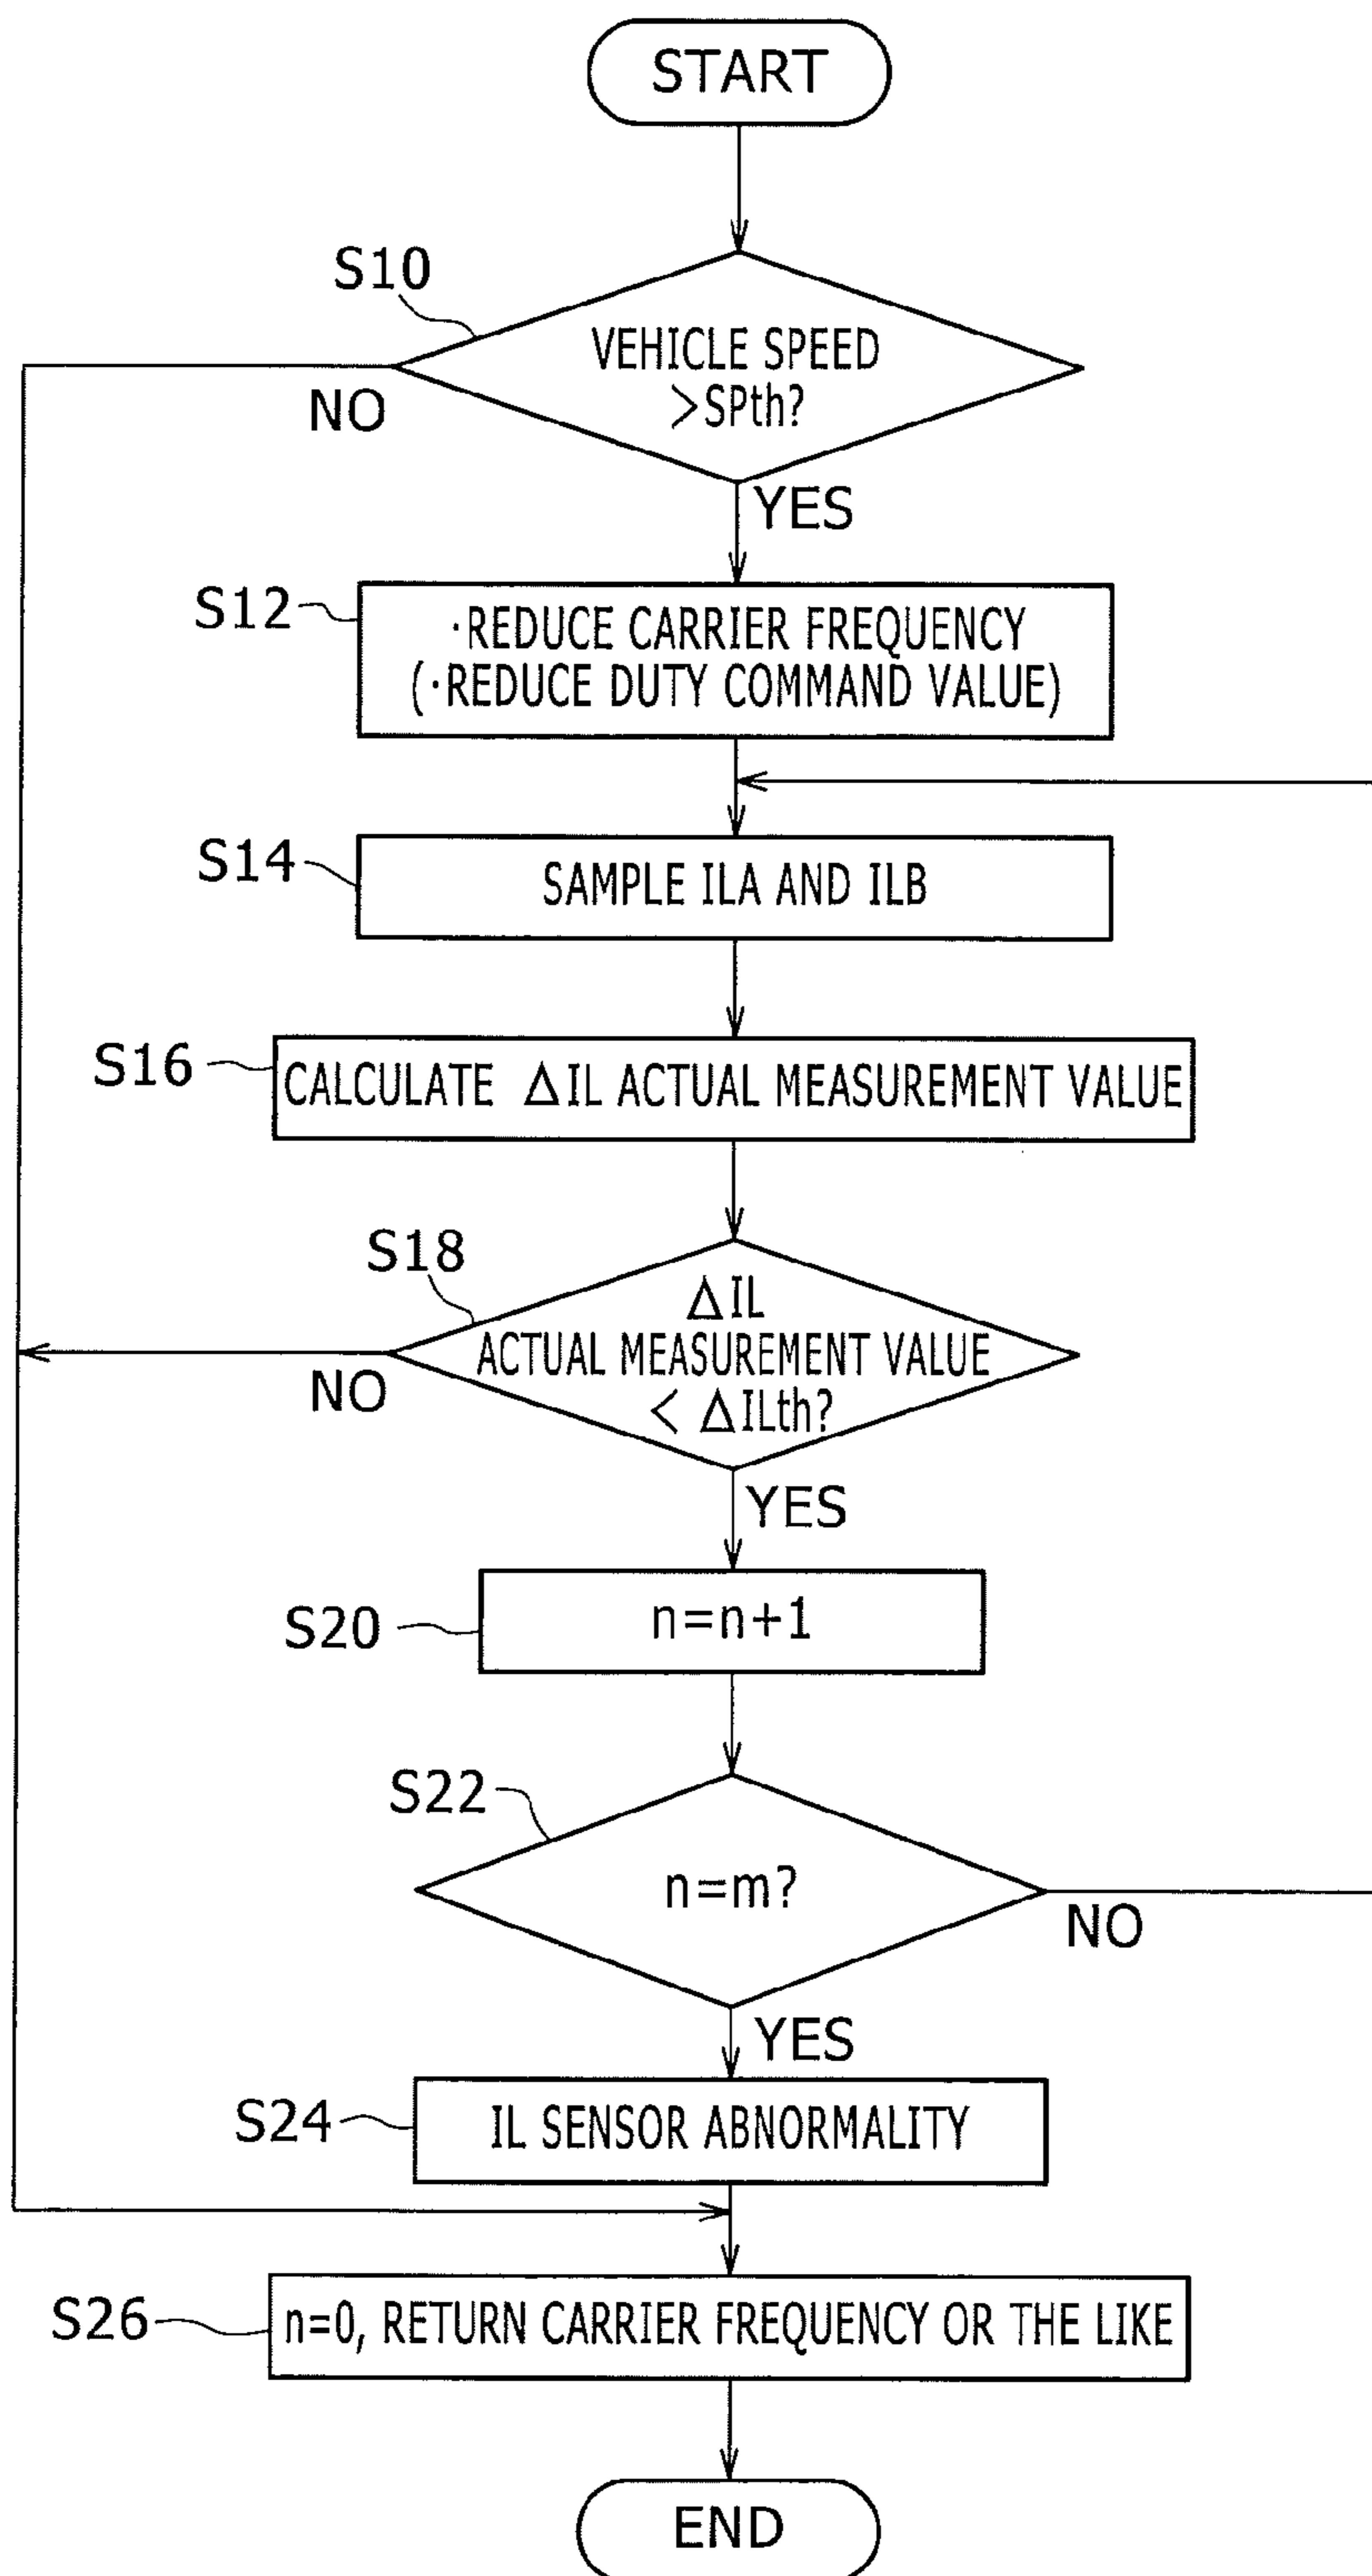 START
S10
VEHICLE SPEED
>SPth?
NO
YES
S12
·REDUCE CARRIER FREQUENCY
(·REDUCE DUTY COMMAND VALUE)
S14
SAMPLE ILA AND ILB
S16
CALCULATE ΔIL ACTUAL MEASUREMENT VALUE
S18
ΔIL
ACTUAL MEASUREMENT VALUE
< ΔILth?
NO
YES
S20
n=n+1
S22
n=m?
NO
YES
S24
IL SENSOR ABNORMALITY
S26
n=0, RETURN CARRIER FREQUENCY OR THE LIKE
END